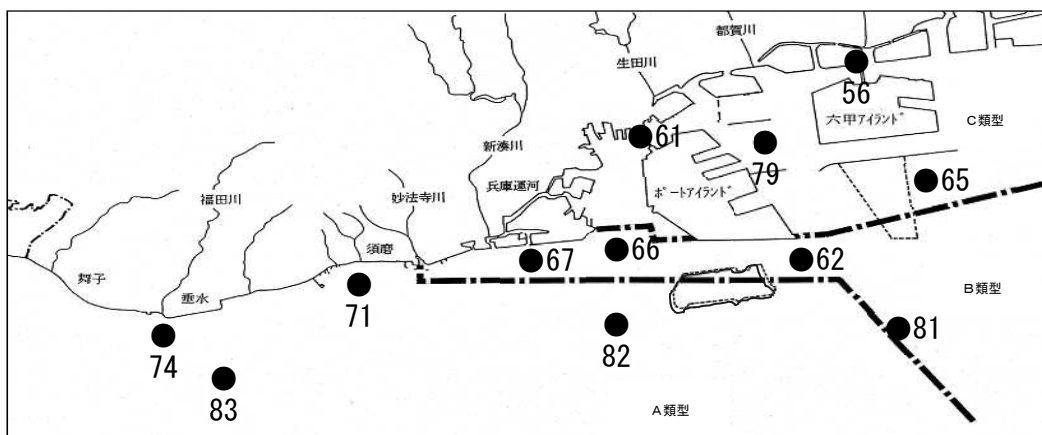 都賀川
生田川
56
六甲アイランド
C類型
61
新湊川
79
兵庫運河
ポートアイランド
65
妙法寺川
福田川
須磨
66
67
62
舞子
垂水
71
B類型
81
74
82
83
A類型